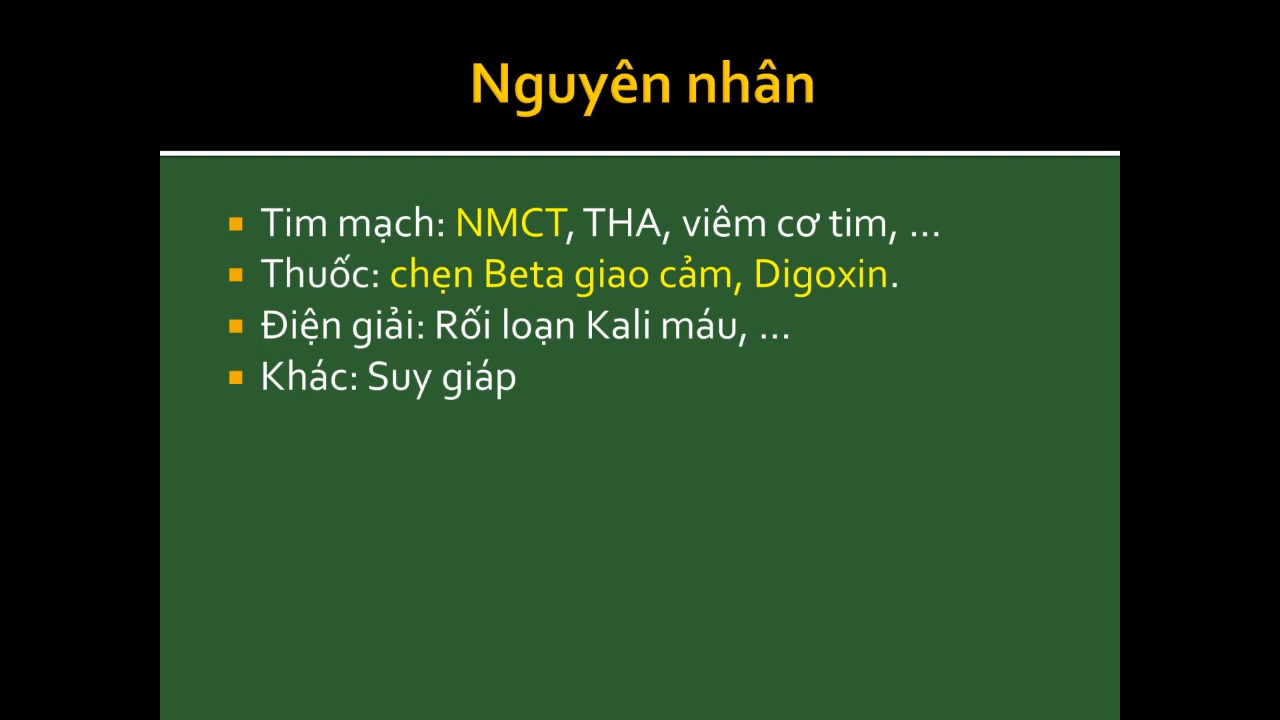 Nguyên nhân
Tim mạch: NMCT, THA, viêm cơ tim, ...
Thuốc: chẹn Beta giao cảm, Digoxin.
Điện giải: Rối loạn Kali máu, ...
Khác: Suy giáp